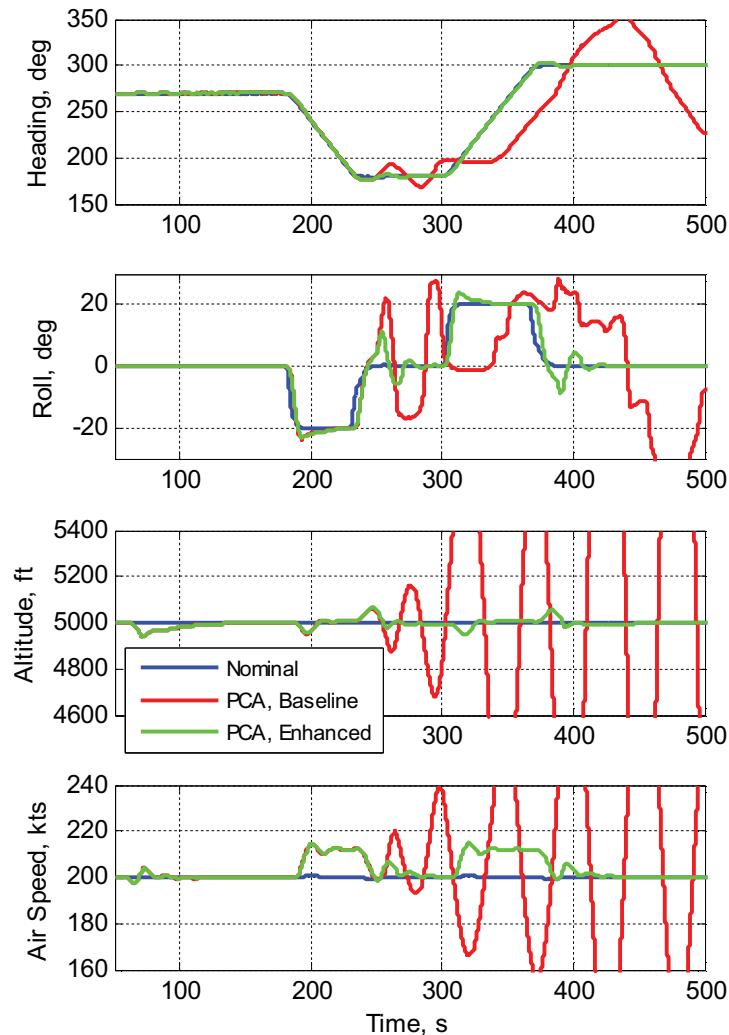 350
300
250
200
150
Heading, deg
100 200 300 400 500
20
0
-20
Roll, deg
100 200 300 400 500
5400
5200
5000
4800
4600
Altitude, ft
Nominal
PCA, Baseline
PCA, Enhanced
300 400 500
240
220
200
180
160
Air Speed, kts
100 200 300 400 500
Time, s